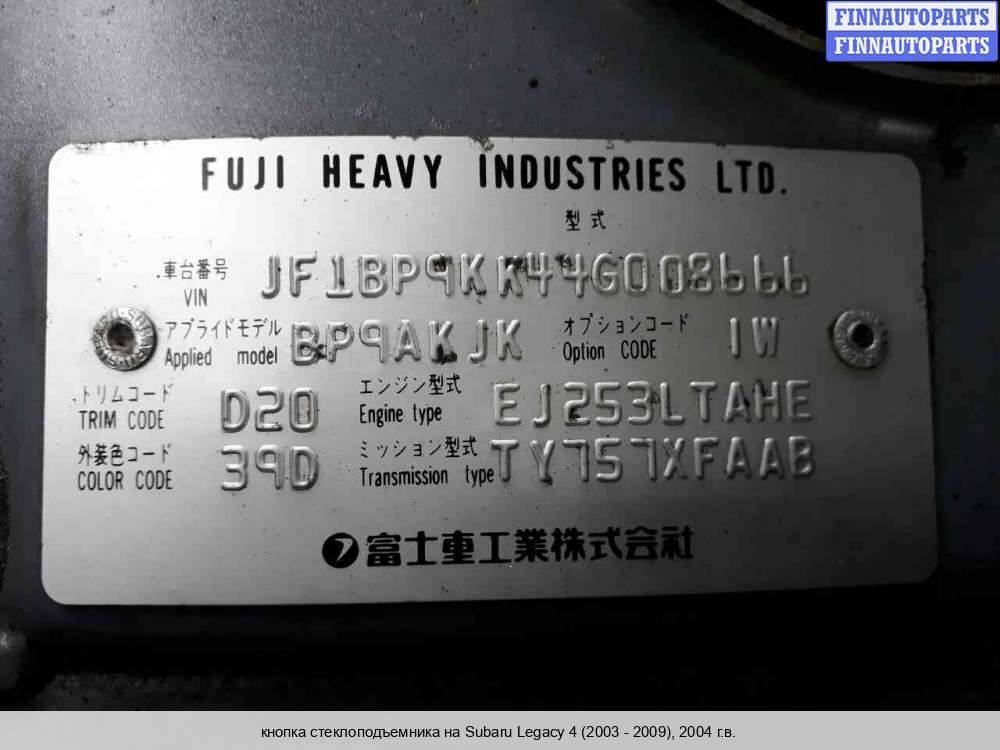 FINNAUTOPARTS
FINNAUTOPARTS
FUJI HEAVY INDUSTRIES LTD.
型式
車台番号
VIN JF1BP9KK44G008666
アプライドモデル
Applied model BP9AKJK
オプションコード
Option CODE 1W
トリムコード
TRIM CODE D20
エンジン型式
Engine type EJ253LTAHE
外装色コード
COLOR CODE 39D
ミッション型式
Transmission type TY757XFAAB
富士重工業株式会社
кнопка стеклоподъемника на Subaru Legacy 4 (2003 - 2009), 2004 г.в.